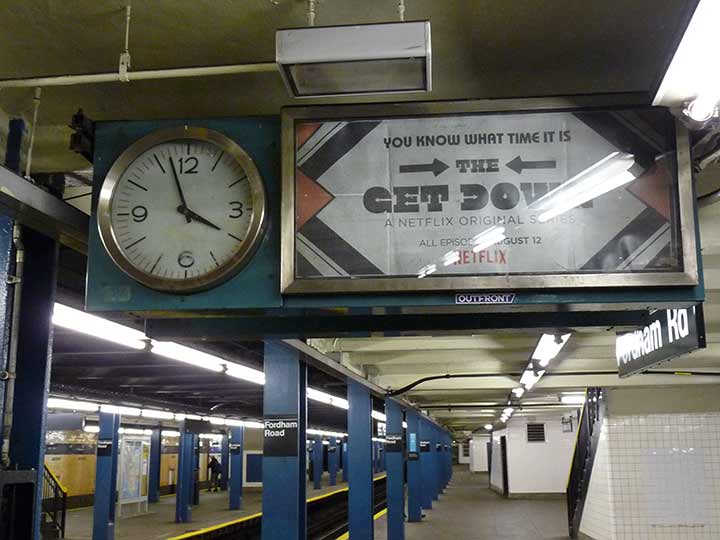 12
9
3
6
YOU KNOW WHAT TIME IT IS
THE
GET DOWN
A NETFLIX ORIGINAL SERIES
ALL EPISODES AUGUST 12
NETFLIX
OUTFRONT/
Fordham Rd
Fordham
Road